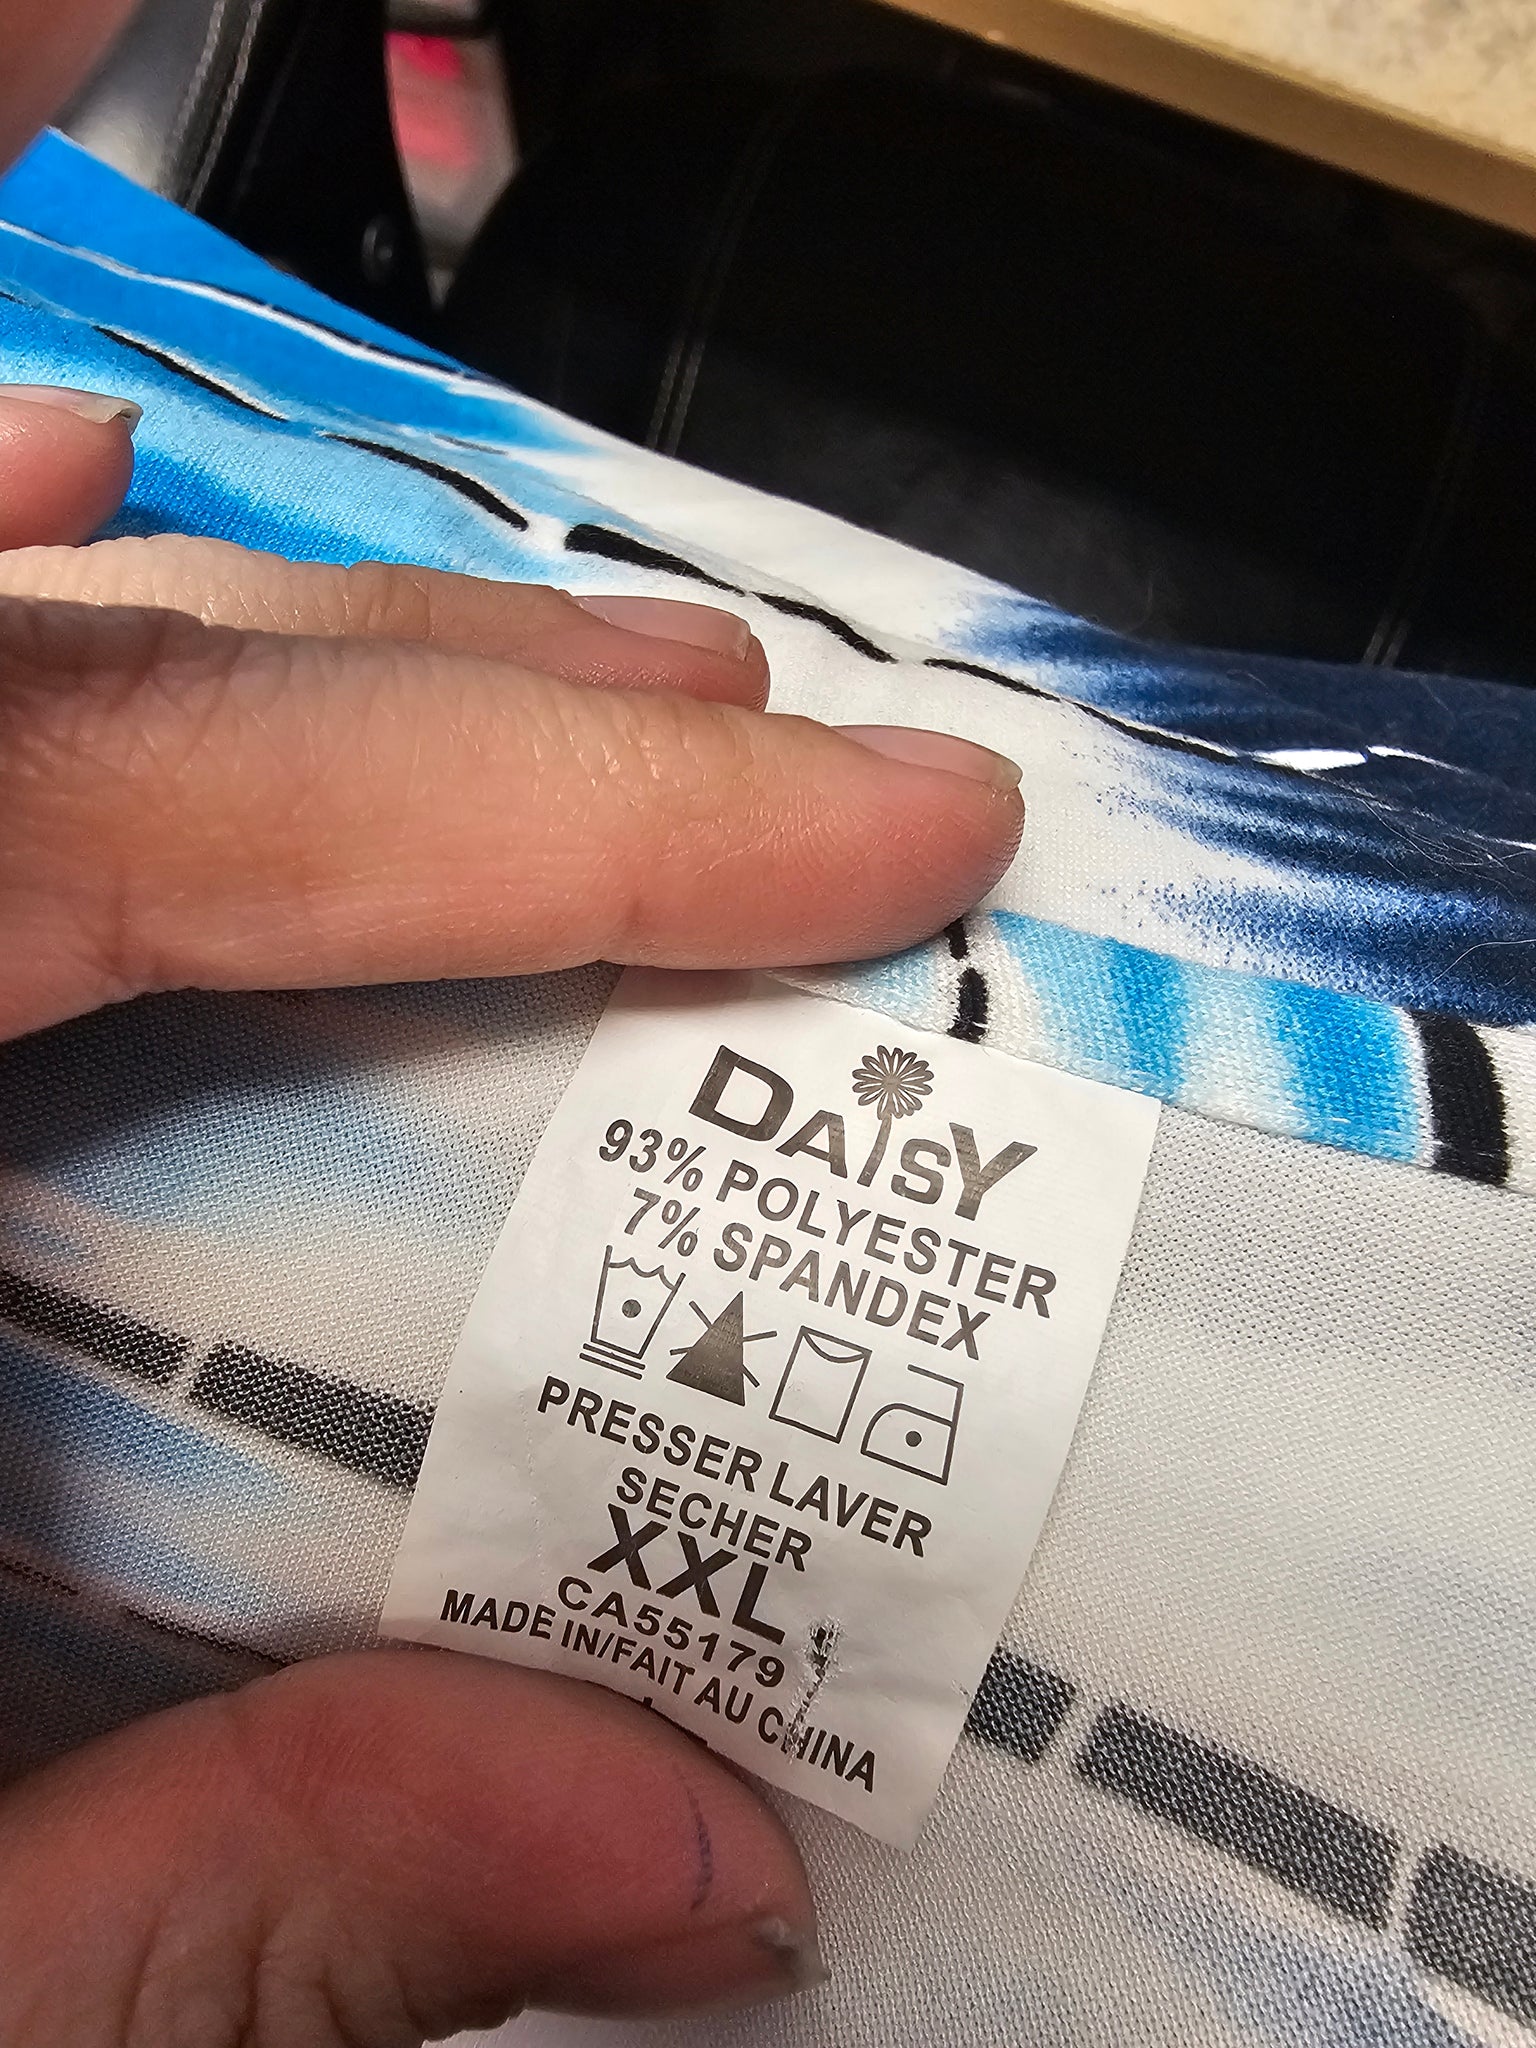 DAISY
93% POLYESTER
7% SPANDEX
PRESSER LAVER
SECHER
XXL
CA55179
MADE IN/FAIT AU CHINA